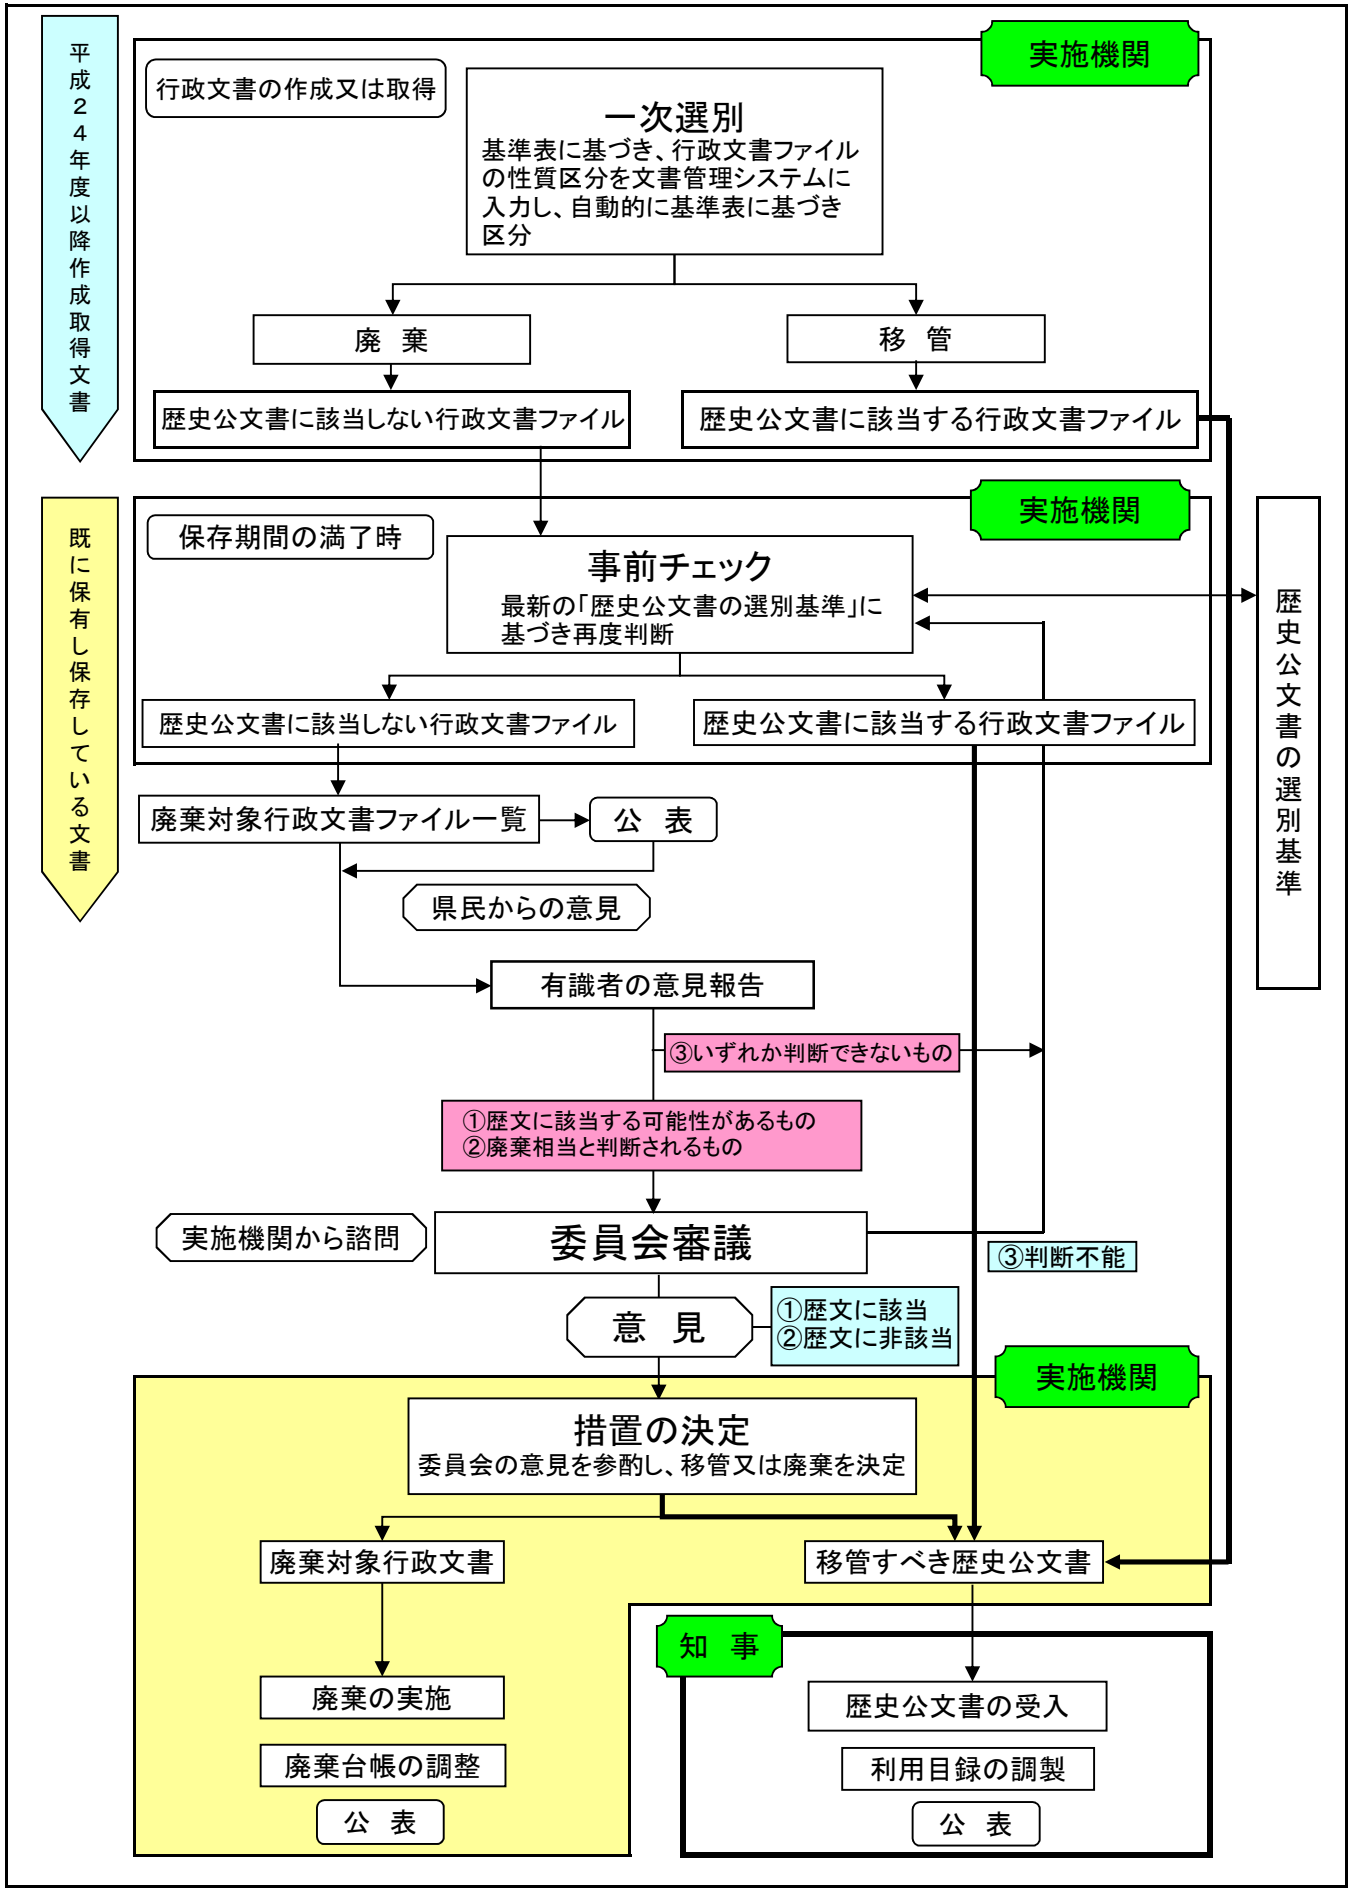 平成２４年度以降作成取得文書
実施機関
行政文書の作成又は取得
一次選別
基準表に基づき、行政文書ファイル
の性質区分を文書管理システムに
入力し、自動的に基準表に基づき
区分
廃　棄
移　管
歴史公文書に該当しない行政文書ファイル
歴史公文書に該当する行政文書ファイル
既に保有し保存している文書
実施機関
保存期間の満了時
事前チェック
最新の「歴史公文書の選別基準」に
基づき再度判断
歴史公文書の選別基準
歴史公文書に該当しない行政文書ファイル
歴史公文書に該当する行政文書ファイル
廃棄対象行政文書ファイル一覧
公　表
県民からの意見
有識者の意見報告
③いずれか判断できないもの
①歴文に該当する可能性があるもの
②廃棄相当と判断されるもの
実施機関から諮問
委員会審議
③判断不能
意　見
①歴文に該当
②歴文に非該当
実施機関
措置の決定
委員会の意見を参酌し、移管又は廃棄を決定
廃棄対象行政文書
移管すべき歴史公文書
知　事
廃棄の実施
歴史公文書の受入
廃棄台帳の調整
利用目録の調製
公　表
公　表